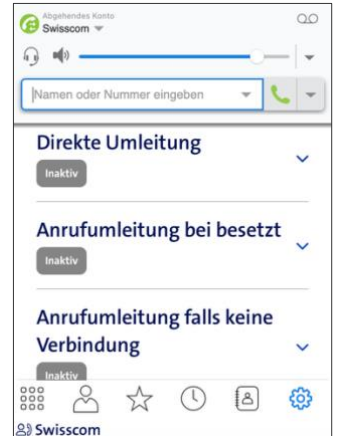 Abgehendes Konto
Swisscom
Namen oder Nummer eingeben
Direkte Umleitung
Inaktiv
Anrufumleitung bei besetzt
Inaktiv
Anrufumleitung falls keine
Verbindung
Inaktiv
Swisscom